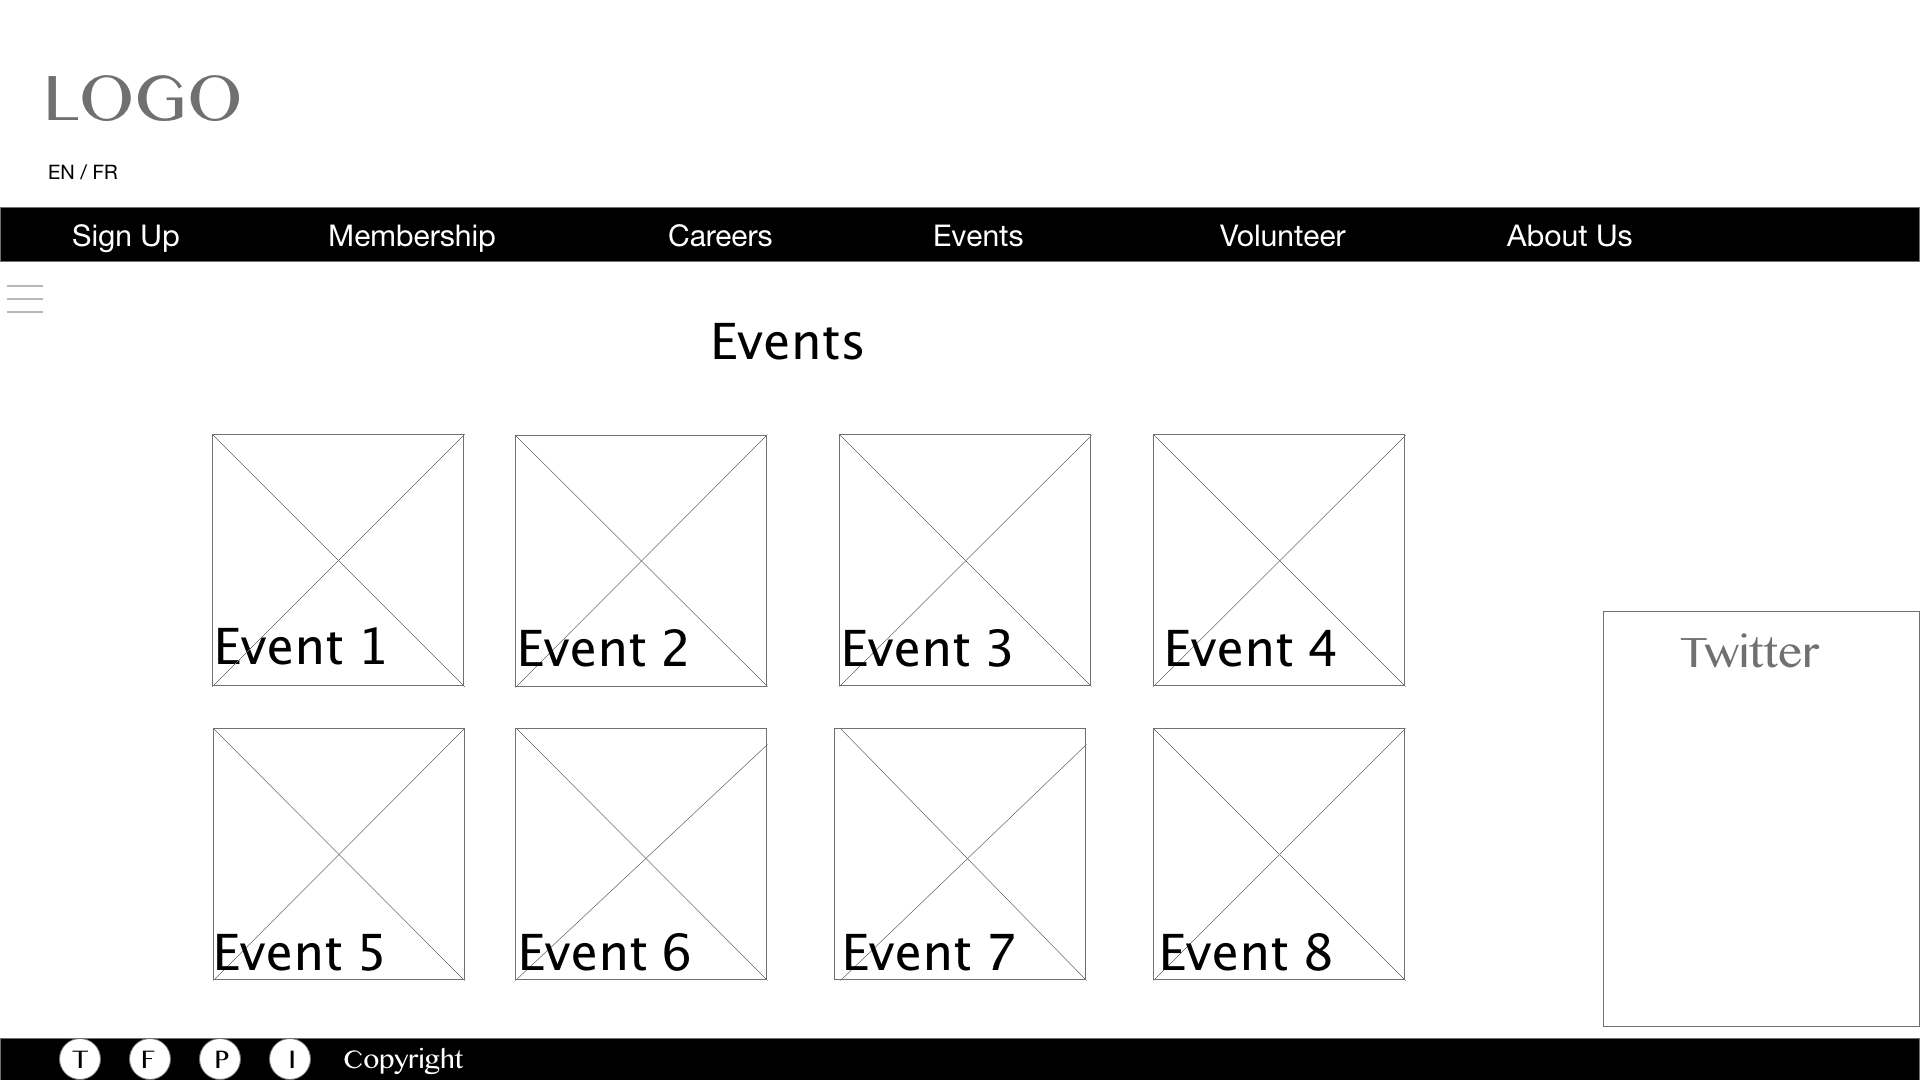 LOGO
EN / FR
Sign Up Membership Careers Events Volunteer About Us
Events
Event 1 Event 2 Event 3 Event 4
Twitter
Event 5 Event 6 Event 7 Event 8
T F P I Copyright